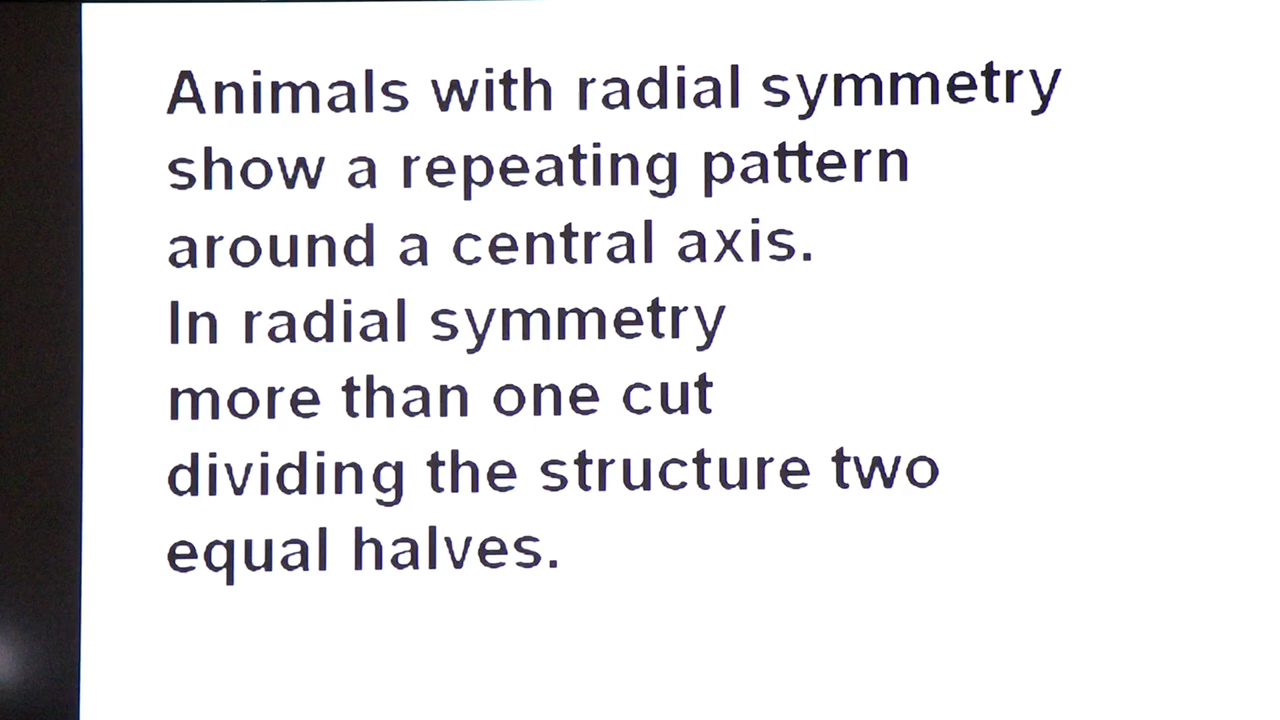 Animals with radial symmetry
show a repeating pattern
around a central axis.
In radial symmetry
more than one cut
dividing the structure two
equal halves.